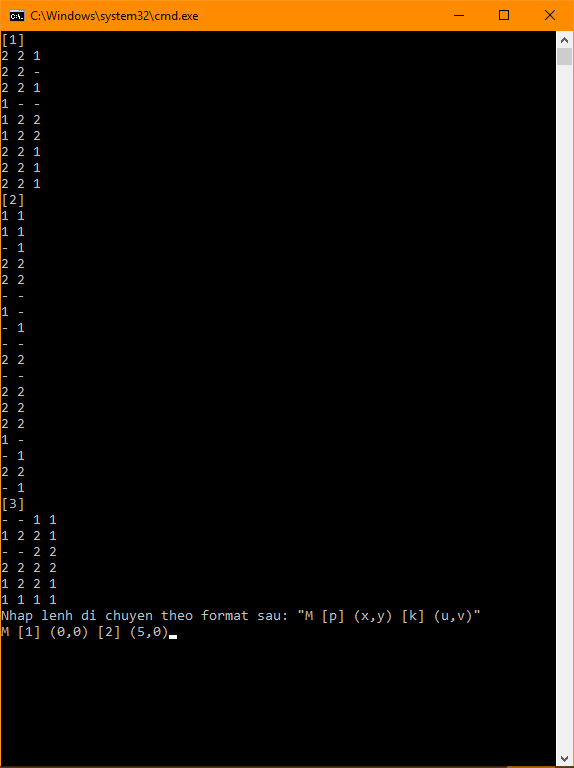 C:\Windows\system32\cmd.exe
[1]
2 2 1
2 2 -
2 2 1
1 - -
1 2 2
1 2 2
2 2 1
2 2 1
2 2 1
[2]
1 1
1 1
- 1
2 2
2 2
- -
1 -
- 1
- -
2 2
- -
2 2
2 2
2 2
1 -
- 1
2 2
- 1
[3]
- - 1 1
1 2 2 1
- - 2 2
2 2 2 2
1 2 2 1
1 1 1 1
Nhap lenh di chuyen theo format sau: "M [p] (x,y) [k] (u,v)"
M [1] (0,0) [2] (5,0)